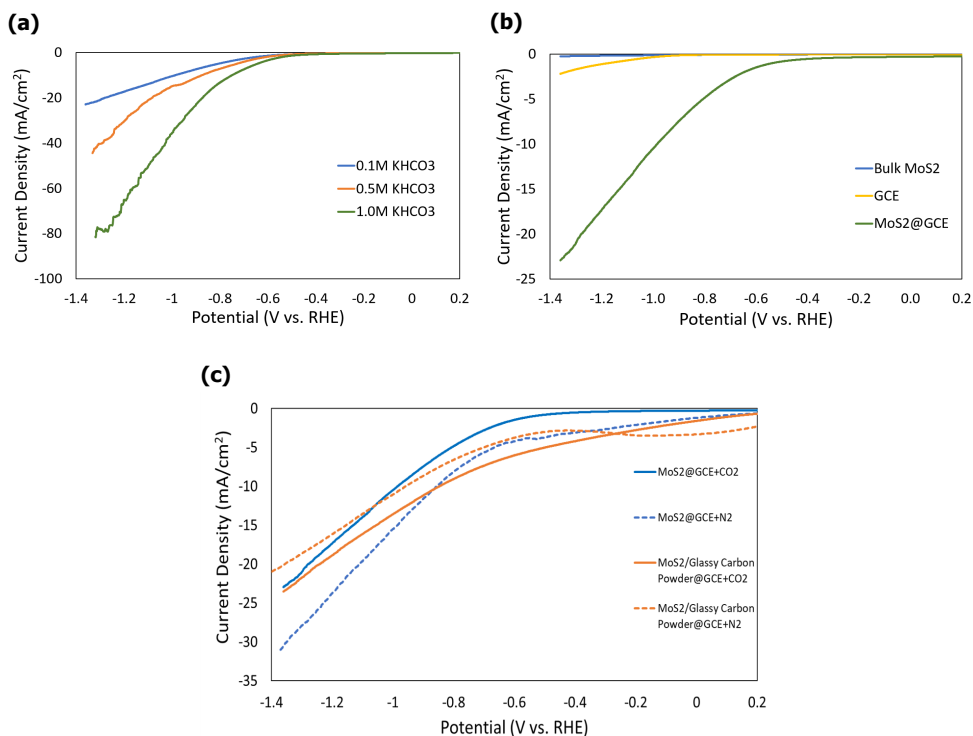 (a)
0
-20
-40
-60
-80
-100
-1.4 -1.2 -1 -0.8 -0.6 -0.4 -0.2 0 0.2
Current Density (mA/cm2)
Potential (V vs. RHE)
0.1M KHCO3
0.5M KHCO3
1.0M KHCO3
(b)
0
-5
-10
-15
-20
-25
-1.4 -1.2 -1.0 -0.8 -0.6 -0.4 -0.2 0.0 0.2
Current Density (mA/cm2)
Potential (V vs. RHE)
Bulk MoS2
GCE
MoS2@GCE
(c)
0
-5
-10
-15
-20
-25
-30
-35
-1.4 -1.2 -1 -0.8 -0.6 -0.4 -0.2 0 0.2
Current Density (mA/cm2)
Potential (V vs. RHE)
MoS2@GCE+CO2
MoS2@GCE+N2
MoS2/Glassy Carbon
Powder@GCE+CO2
MoS2/Glassy Carbon
Powder@GCE+N2